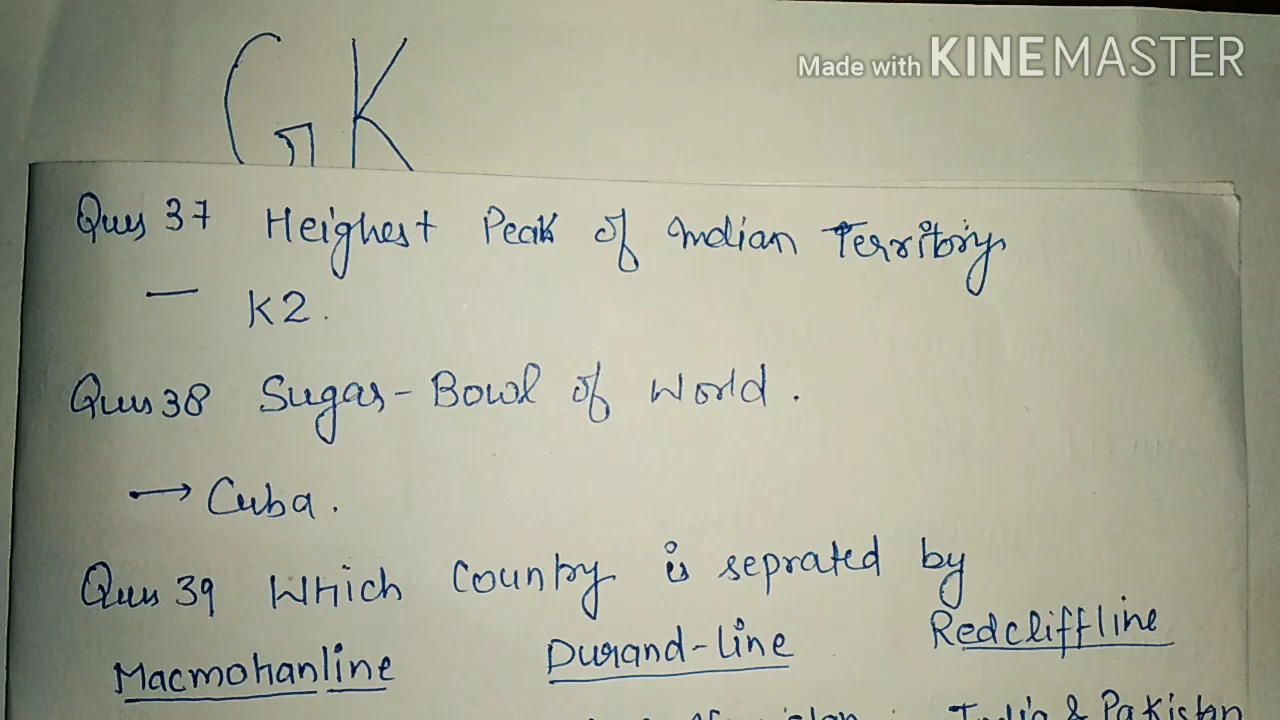 Made with KINEMASTER
GK
Ques 37 Heighest Peak of Indian Territory
— K2.
Ques 38 Sugar-Bowl of World.
→ Cuba.
Ques 39 Which Country is seprated by
Macmohanline Durand-line Redcliffline
India & Pakistan